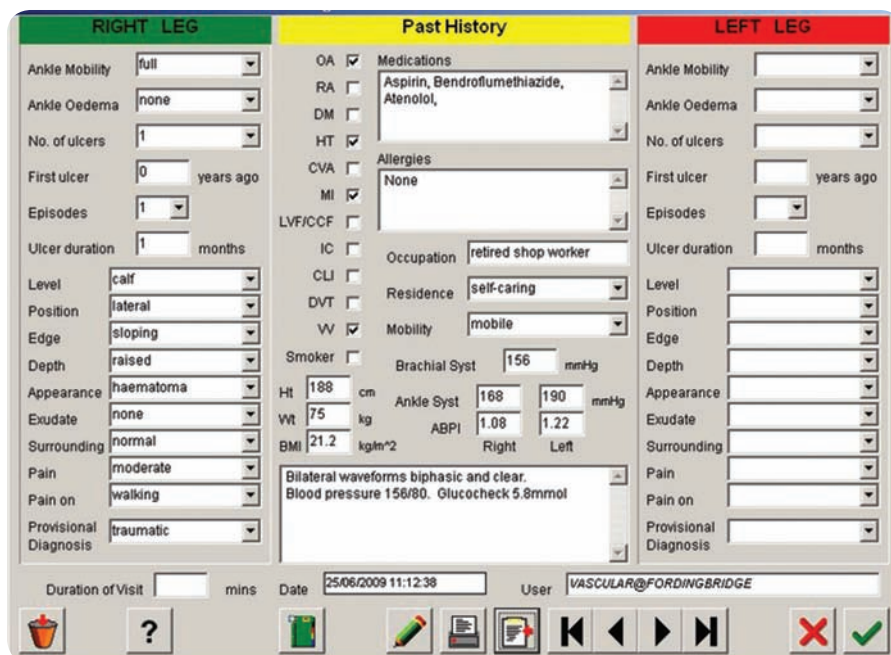 RIGHT LEG
Ankle Mobility full
Ankle Oedema none
No. of ulcers 1
First ulcer 0 years ago
Episodes 1
Ulcer duration 1 months
Level calf
Position lateral
Edge sloping
Depth raised
Appearance haematoma
Exudate none
Surrounding normal
Pain moderate
Pain on walking
Provisional Diagnosis traumatic
Past History
OA
RA
DM
HT
CVA
MI
LVF/CCF
IC
CLI
DVT
VV
Smoker
Ht 188 cm
Wt 75 kg
BMI 21.2 kg/m^2
Medications
Aspirin, Bendroflumethiazide,
Atenolol,
Allergies
None
Occupation retired shop worker
Residence self-caring
Mobility mobile
Brachial Syst 156 mmHg
Ankle Syst 168 190 mmHg
ABPI 1.08 1.22
Right Left
Bilateral waveforms biphasic and clear.
Blood pressure 156/80. Glucocheck 5.8mmol
LEFT LEG
Ankle Mobility
Ankle Oedema
No. of ulcers
First ulcer years ago
Episodes
Ulcer duration months
Level
Position
Edge
Depth
Appearance
Exudate
Surrounding
Pain
Pain on
Provisional
Diagnosis
Duration of Visit mins
Date 25/06/2009 11:12:38
User VASCULAR@FORDINGBRIDGE
?